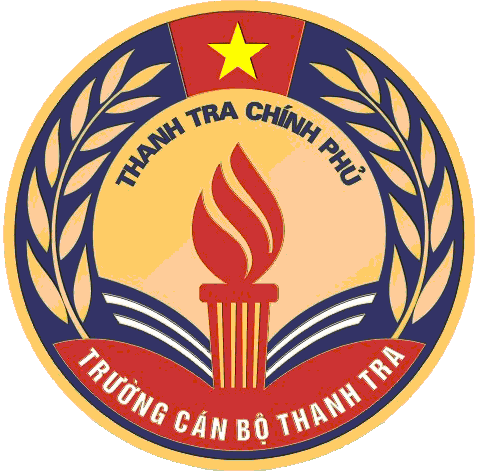 THANH TRA CHÍNH PHỦ
TRƯỜNG CÁN BỘ THANH TRA